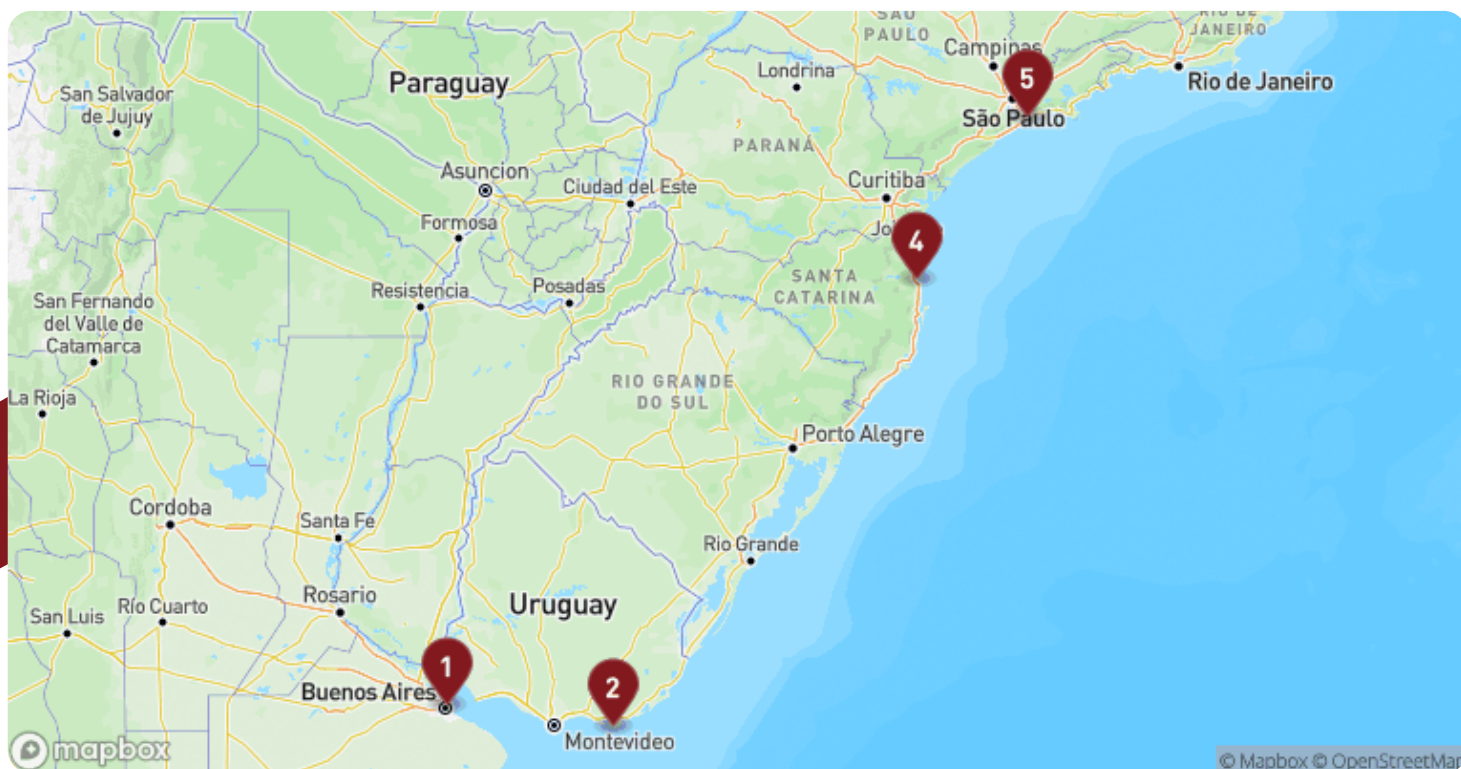 SAO
PAULO
RIO DE
JANEIRO
Campinas
5
Londrina
Rio de Janeiro
Paraguay
San Salvador
de Jujuy
São Paulo
PARANÁ
Asuncion
Ciudad del Este
Curitiba
Formosa
4
SANTA
CATARINA
Resistencia
Posadas
San Fernando
del Valle de
Catamarca
RIO GRANDE
DO SUL
La Rioja
Porto Alegre
Cordoba
Santa Fe
Rio Grande
Rosario
Río Cuarto
San Luis
Uruguay
1
2
Buenos Aires
Montevideo
mapbox
© Mapbox © OpenStreetMap